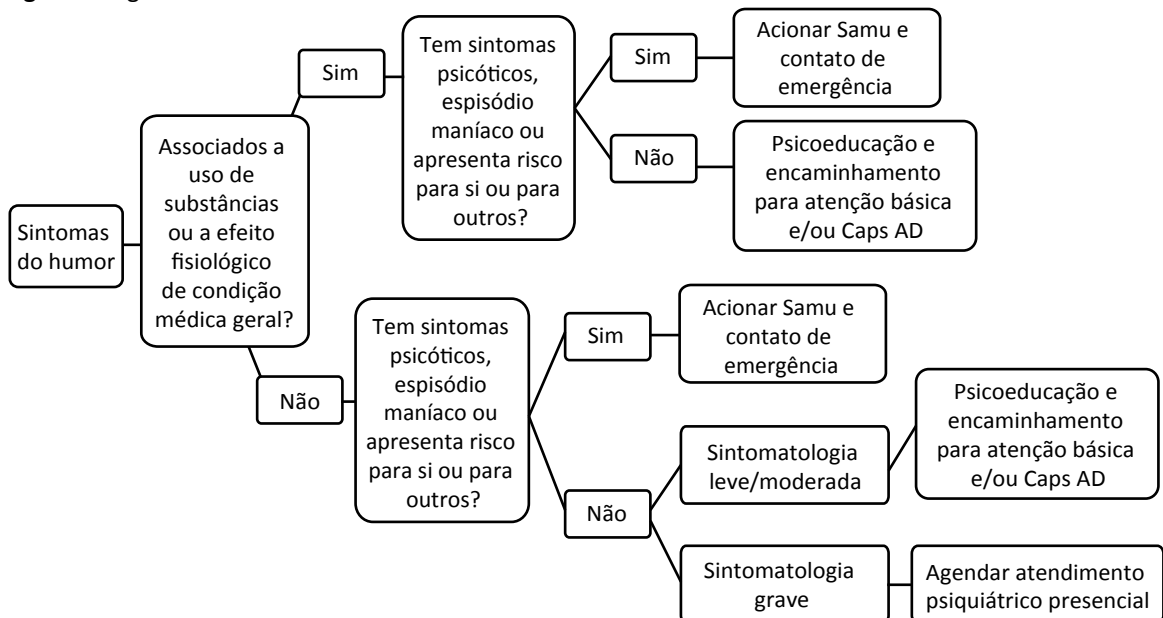 Sintomas
do humor
Associados a
uso de
substâncias
ou a efeito
fisiológico
de condição
médica geral?
Sim
Tem sintomas
psicóticos,
espisódio
maníaco ou
apresenta risco
para si ou para
outros?
Sim
Acionar Samu e
contato de
emergência
Não
Psicoeducação e
encaminhamento
para atenção básica
e/ou Caps AD
Não
Tem sintomas
psicóticos,
espisódio
maníaco ou
apresenta risco
para si ou para
outros?
Sim
Acionar Samu e
contato de
emergência
Não
Sintomatologia
leve/moderada
Psicoeducação e
encaminhamento
para atenção básica
e/ou Caps AD
Sintomatologia
grave
Agendar atendimento
psiquiátrico presencial